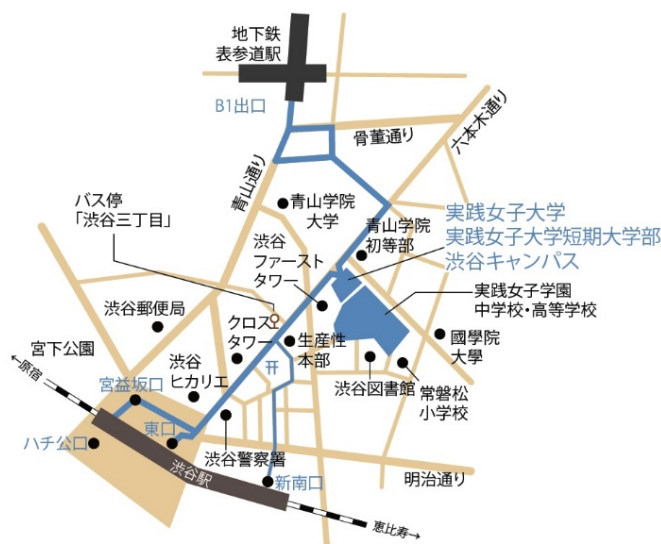 地下鉄
表参道駅
B1出口
骨董通り
六本木通り
青山通り
バス停
「渋谷三丁目」
青山学院
大学
青山学院
初等部
実践女子大学
実践女子大学短期大学部
渋谷キャンパス
渋谷
ファースト
タワー
実践女子学園
中学校・高等学校
渋谷郵便局
クロス
タワー
生産性
本部
國學院
大學
宮下公園
渋谷
ヒカリエ
渋谷図書館
常磐松
小学校
←原宿
宮益坂口
東口
ハチ公口
渋谷駅
渋谷警察署
新南口
明治通り
恵比寿→